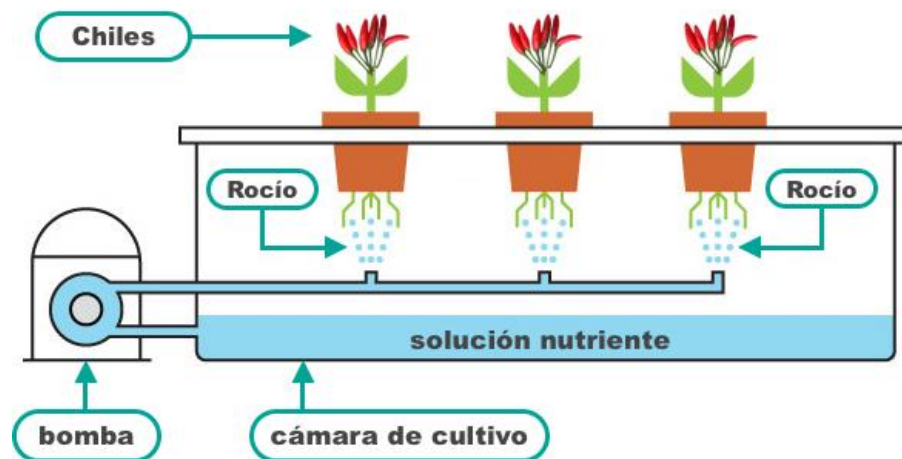 Chiles
Rocío
Rocío
solución nutriente
bomba
cámara de cultivo